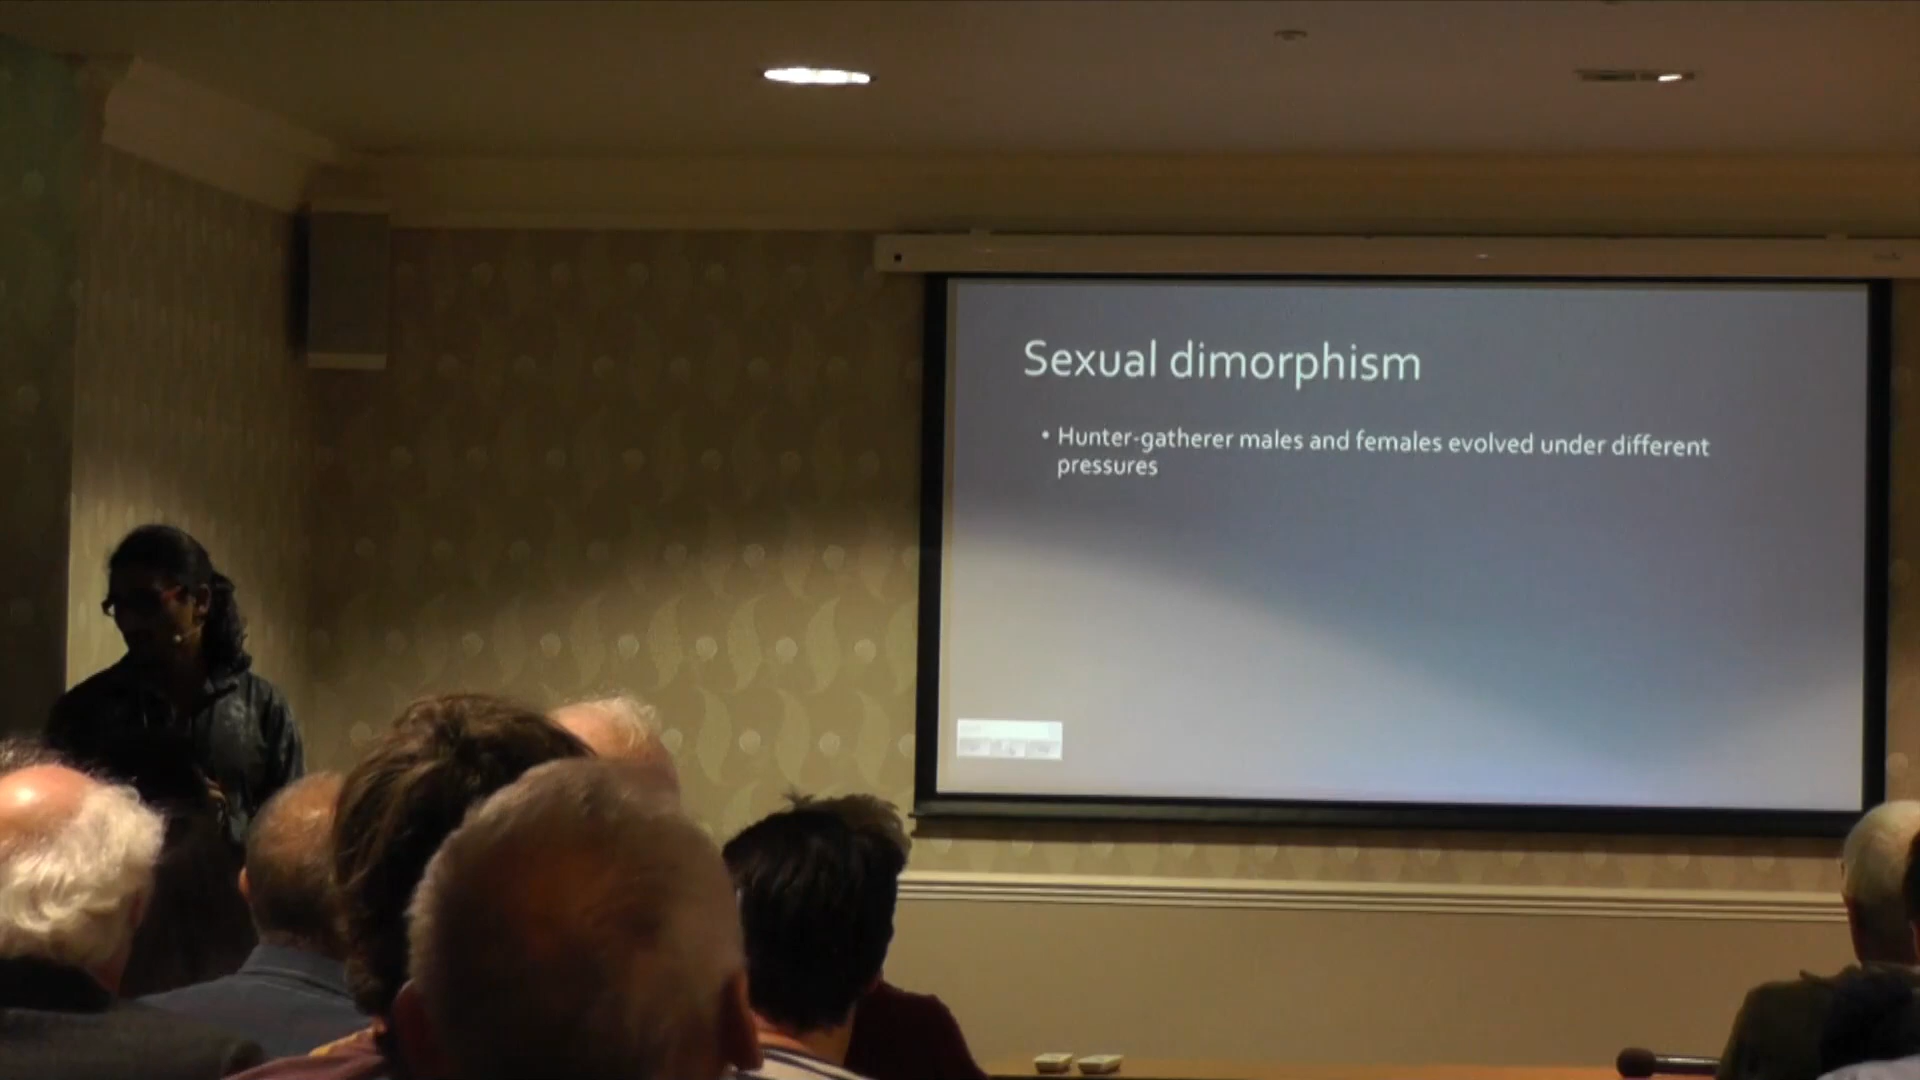 Sexual dimorphism
• Hunter-gatherer males and females evolved under different
pressures